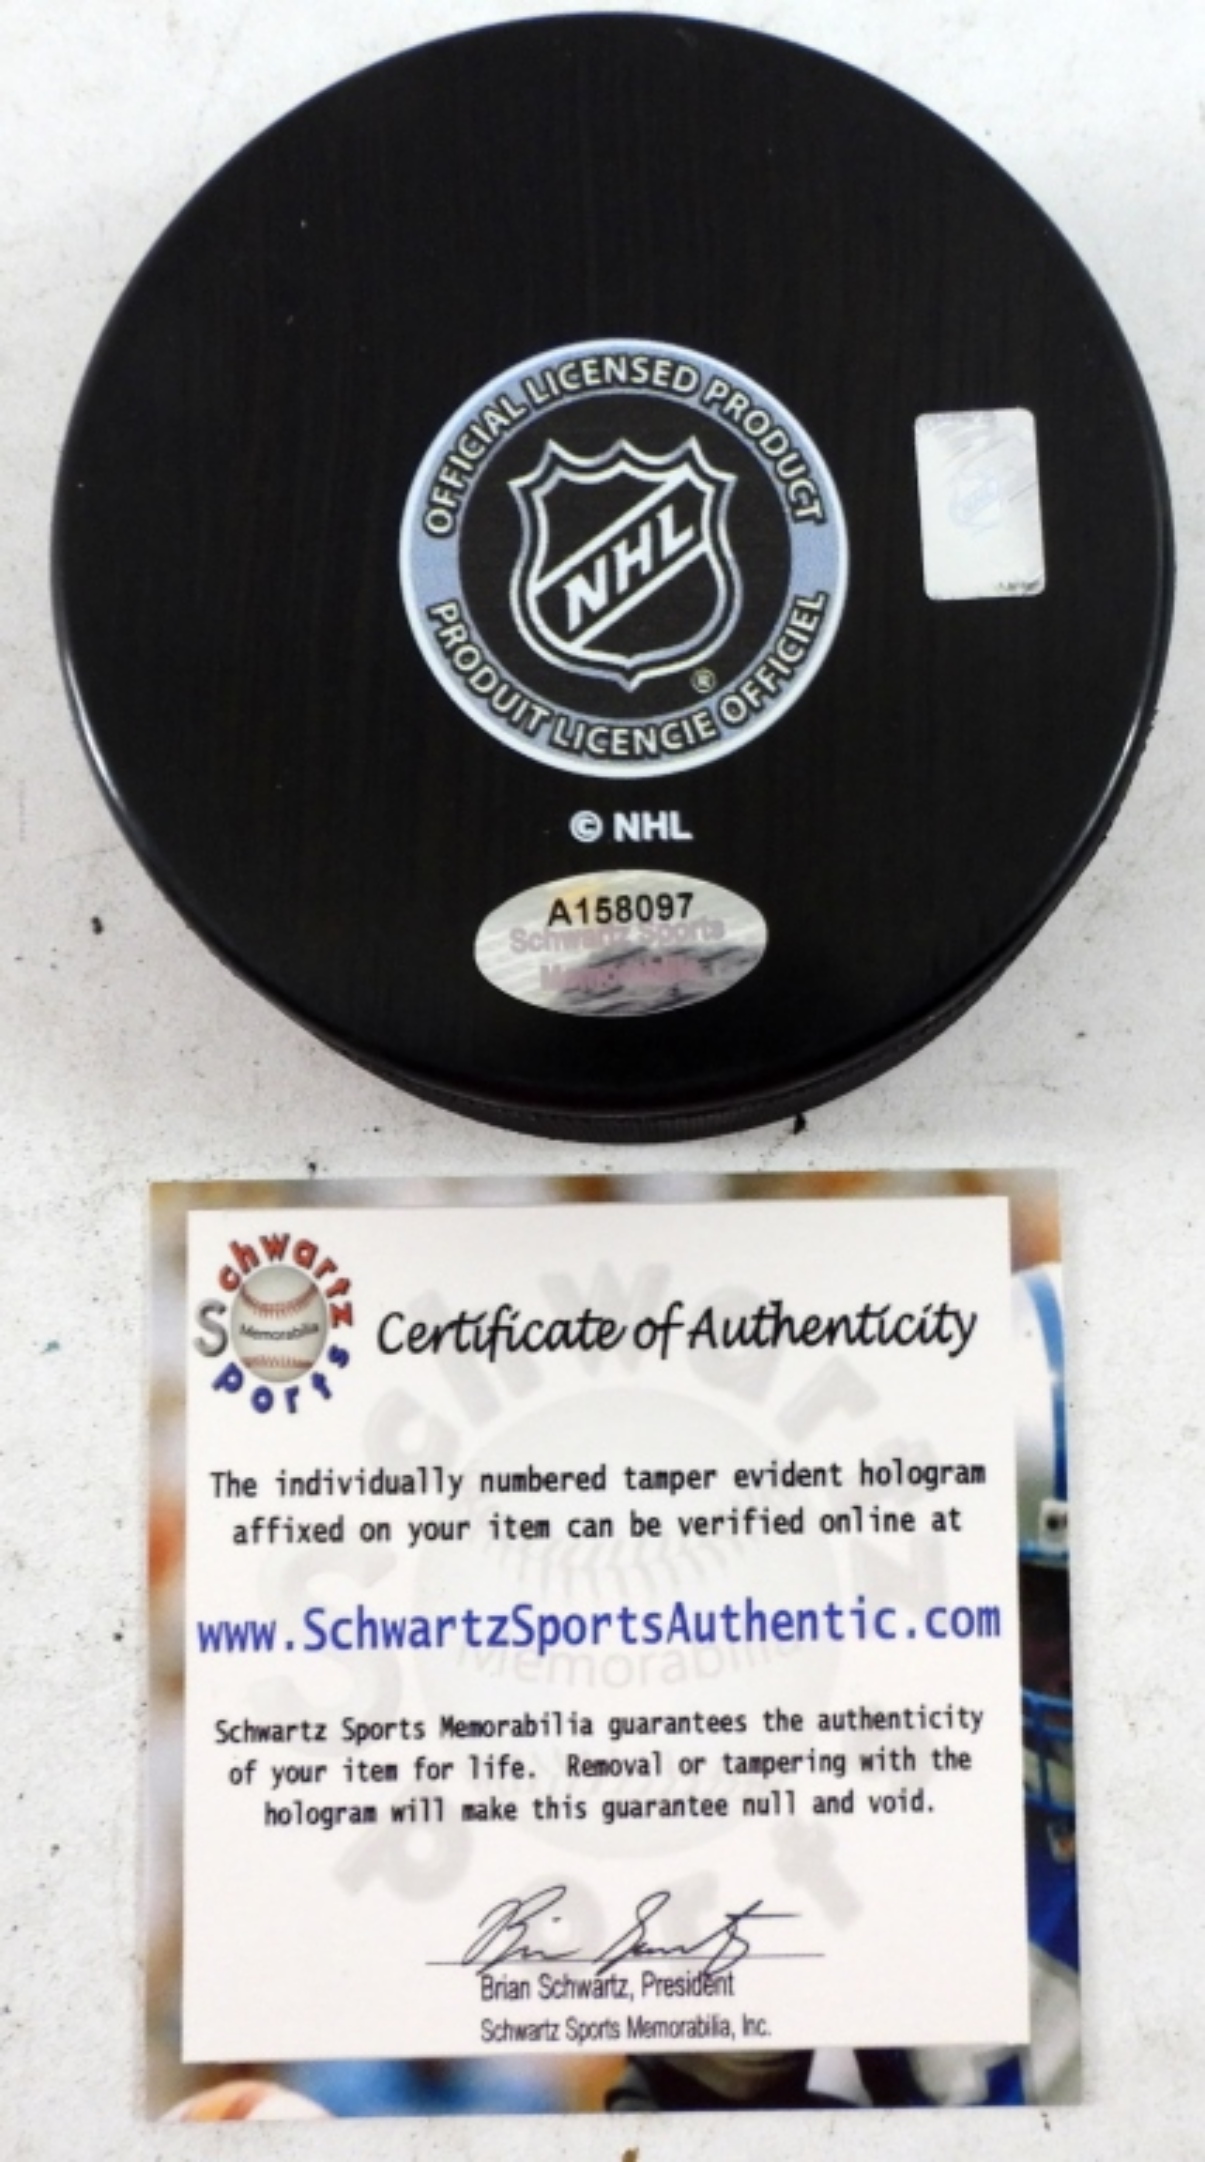 OFFICIAL LICENSED PRODUCT
NHL
®
PRODUIT LICENCIE OFFICIEL
© NHL
A158097
Schwartz Sports
Memorabilia
Schwartz
Memorabilia
Sports
Certificate of Authenticity
The individually numbered tamper evident hologram
affixed on your item can be verified online at
www.SchwartzSportsAuthentic.com
Schwartz Sports Memorabilia guarantees the authenticity
of your item for life. Removal or tampering with the
hologram will make this guarantee null and void.
Brian Schwartz, President
Schwartz Sports Memorabilia, Inc.